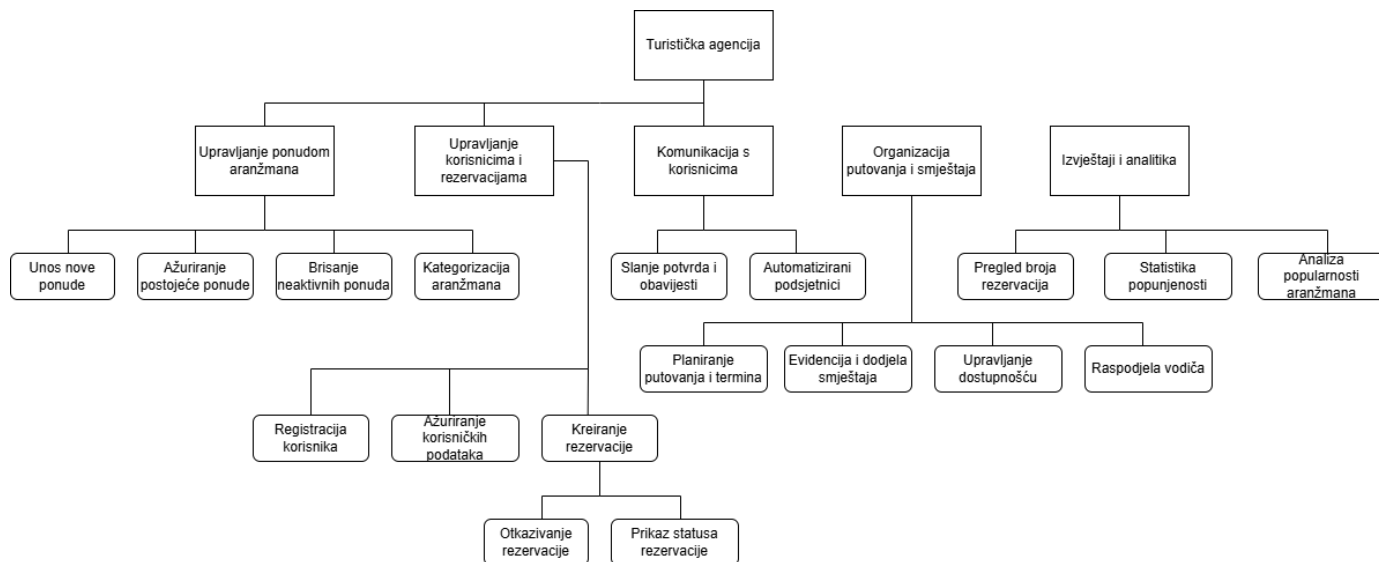 Turistička agencija
Upravljanje ponudom
aranžmana
Upravljanje
korisnicima i
rezervacijama
Komunikacija s
korisnicima
Organizacija
putovanja i smještaja
Izvještaji i analitika
Unos nove
ponude
Ažuriranje
postojeće ponude
Brisanje
neaktivnih ponuda
Kategorizacija
aranžmana
Slanje potvrda i
obavijesti
Automatizirani
podsjetnici
Pregled broja
rezervacija
Statistika
popunjenosti
Analiza
popularnosti
aranžmana
Planiranje
putovanja i termina
Evidencija i dodjela
smještaja
Upravljanje
dostupnošću
Raspodjela vodiča
Registracija
korisnika
Ažuriranje
korisničkih
podataka
Kreiranje
rezervacije
Otkazivanje
rezervacije
Prikaz statusa
rezervacije